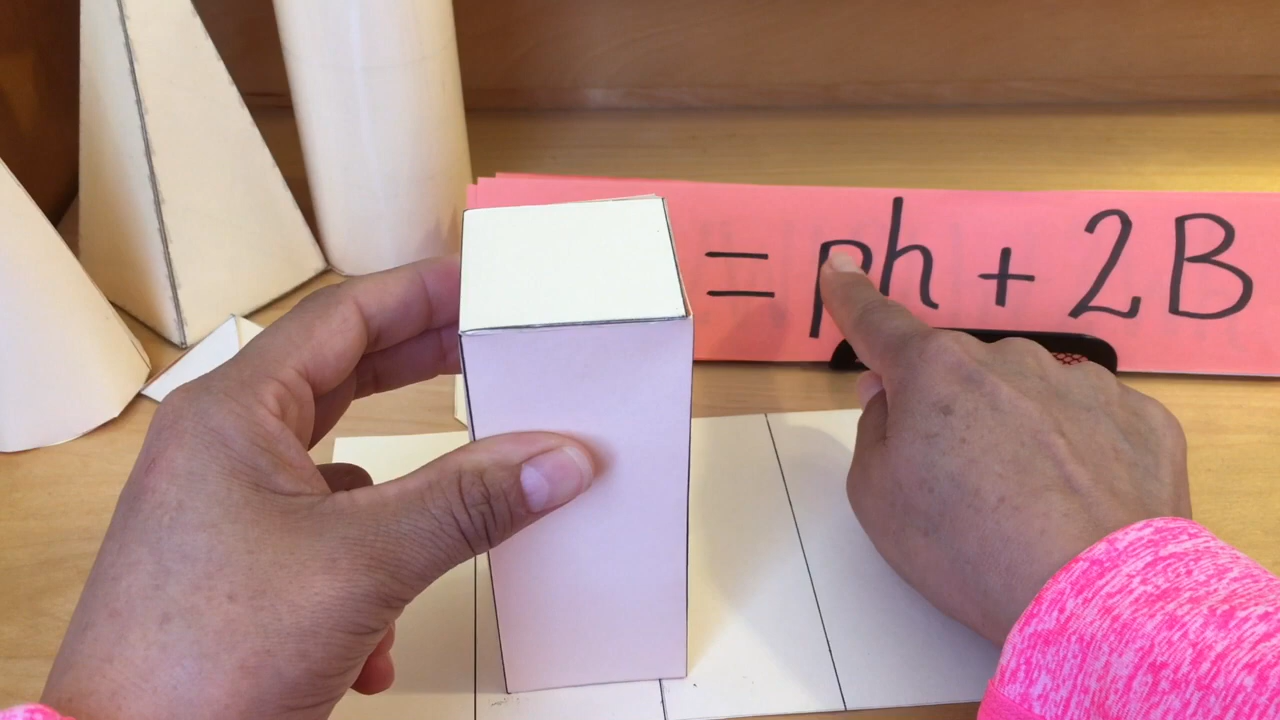 = ph + 2B